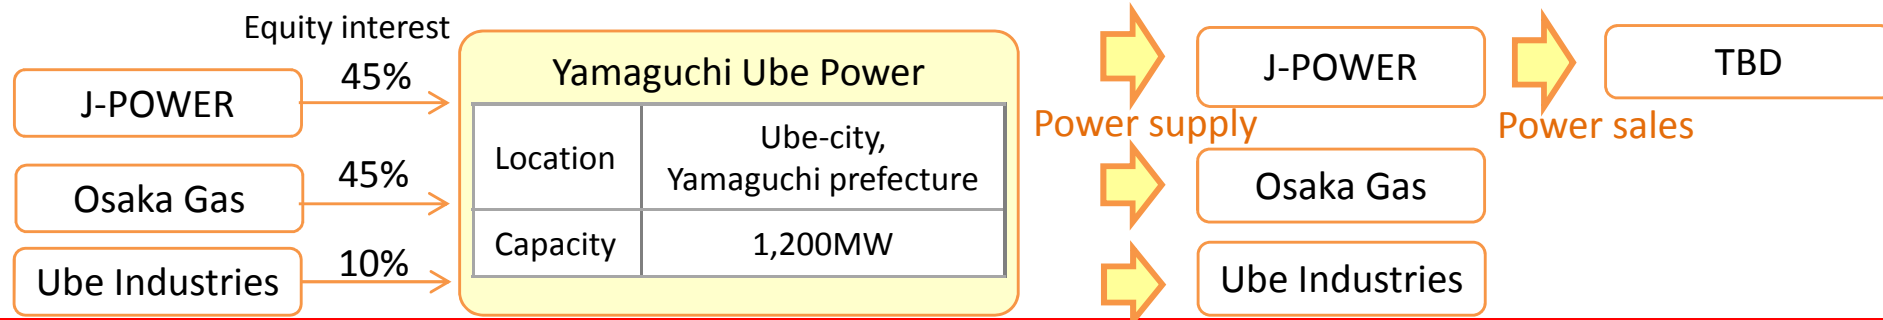 Equity interest
J-POWER
45%
Osaka Gas
45%
Ube Industries
10%
Yamaguchi Ube Power
Location
Ube-city,
Yamaguchi prefecture
Capacity
1,200MW
Power supply
J-POWER
Osaka Gas
Ube Industries
Power sales
TBD